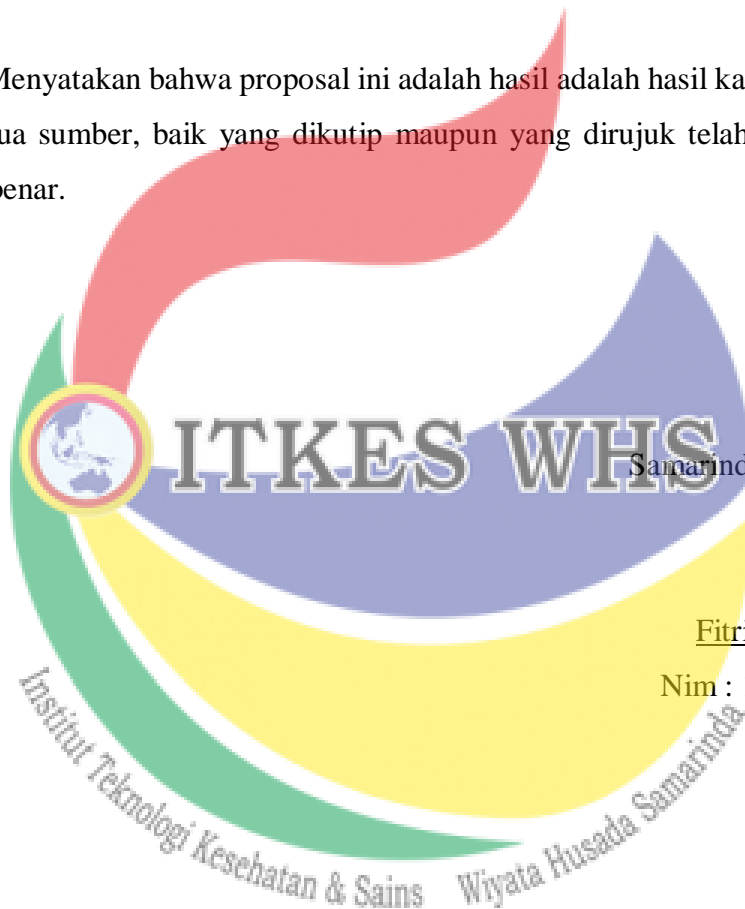 Menyatakan bahwa proposal ini adalah hasil adalah hasil ka
ua sumber, baik yang dikutip maupun yang dirujuk telah
benar.
ITKES WHS
Samarind
Fitri
Nim :
Institut Teknologi Kesehatan & Sains Wiyata Husada Samarinda